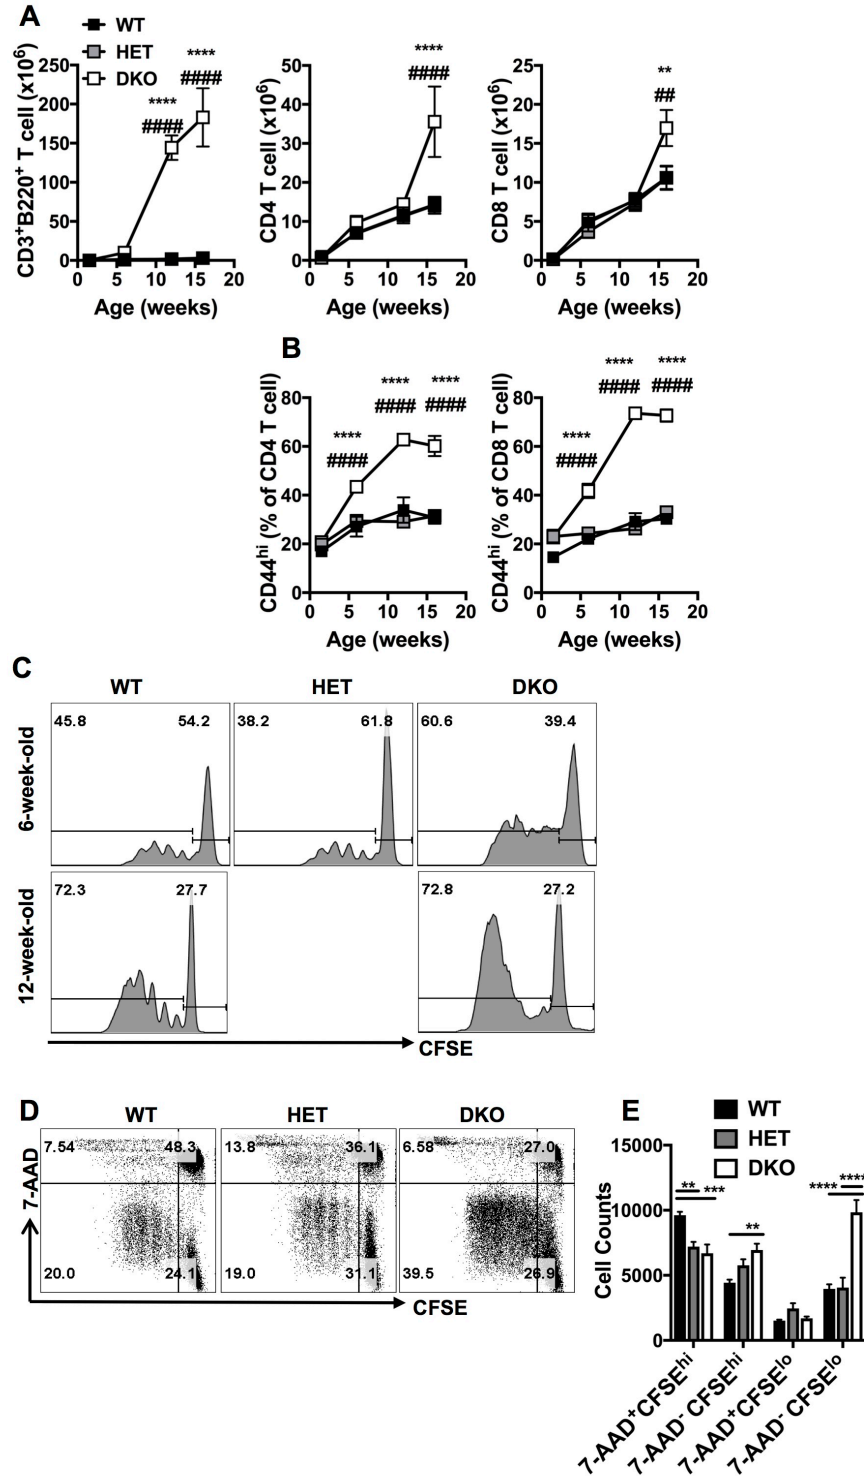 A
WT
HET
DKO
CD3+B220+ T cell (x10⁶)
250
200
150
100
50
0
****
####
****
####
0 5 10 15 20
Age (weeks)
CD4 T cell (x10⁶)
50
40
30
20
10
0
****
####
0 5 10 15 20
Age (weeks)
CD8 T cell (x10⁶)
25
20
15
10
5
0
**
##
0 5 10 15 20
Age (weeks)
B
CD44hi (% of CD4 T cell)
80
60
40
20
0
****
####
****
####
****
####
0 5 10 15 20
Age (weeks)
CD44hi (% of CD8 T cell)
80
60
40
20
0
****
####
****
####
****
####
0 5 10 15 20
Age (weeks)
C
WT HET DKO
6-week-old
45.8 54.2
38.2 61.8
60.6 39.4
12-week-old
72.3 27.7
72.8 27.2
CFSE
D
WT HET DKO
7-AAD
7.54 48.3
20.0 24.1
13.8 36.1
19.0 31.1
6.58 27.0
39.5 26.9
CFSE
E
WT
HET
DKO
Cell Counts
15000
10000
5000
0
** ***
**
**** ****
7-AAD+CFSEhi
7-AAD- CFSEhi
7-AAD+CFSElo
7-AAD- CFSElo